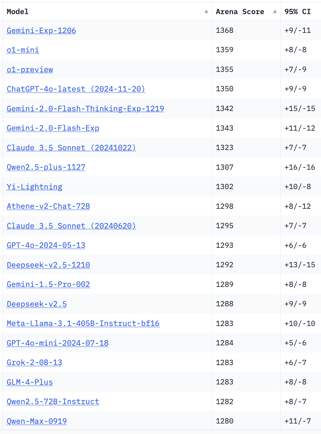 Model Arena Score 95% CI
Gemini-Exp-1206 1368 +9/-11
o1-mini 1359 +8/-8
o1-preview 1355 +7/-9
ChatGPT-4o-latest (2024-11-20) 1350 +9/-9
Gemini-2.0-Flash-Thinking-Exp-1219 1342 +15/-15
Gemini-2.0-Flash-Exp 1343 +11/-12
Claude 3.5 Sonnet (20241022) 1323 +7/-7
Qwen2.5-plus-1127 1307 +16/-16
Yi-Lightning 1302 +10/-8
Athene-v2-Chat-72B 1298 +8/-12
Claude 3.5 Sonnet (20240620) 1295 +7/-7
GPT-4o-2024-05-13 1293 +6/-6
Deepseek-v2.5-1210 1292 +13/-15
Gemini-1.5-Pro-002 1289 +8/-8
Deepseek-v2.5 1288 +9/-9
Meta-Llama-3.1-405B-Instruct-bf16 1283 +10/-10
GPT-4o-mini-2024-07-18 1284 +5/-6
Grok-2-08-13 1283 +6/-7
GLM-4-Plus 1283 +8/-8
Qwen2.5-72B-Instruct 1282 +8/-7
Qwen-Max-0919 1280 +11/-7